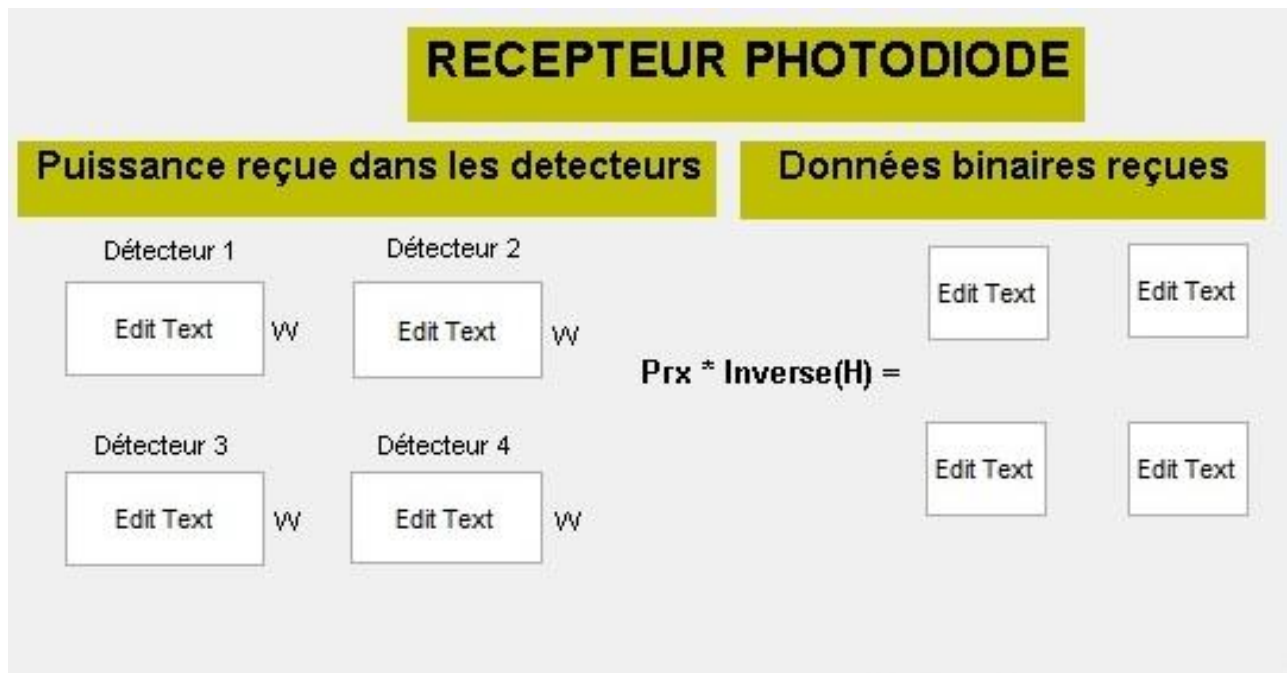 RECEPTEUR PHOTODIODE
Puissance reçue dans les detecteurs
Données binaires reçues
Détecteur 1
Détecteur 2
Edit Text W
Edit Text W
Edit Text
Edit Text
Prx * Inverse(H) =
Détecteur 3
Détecteur 4
Edit Text W
Edit Text W
Edit Text
Edit Text